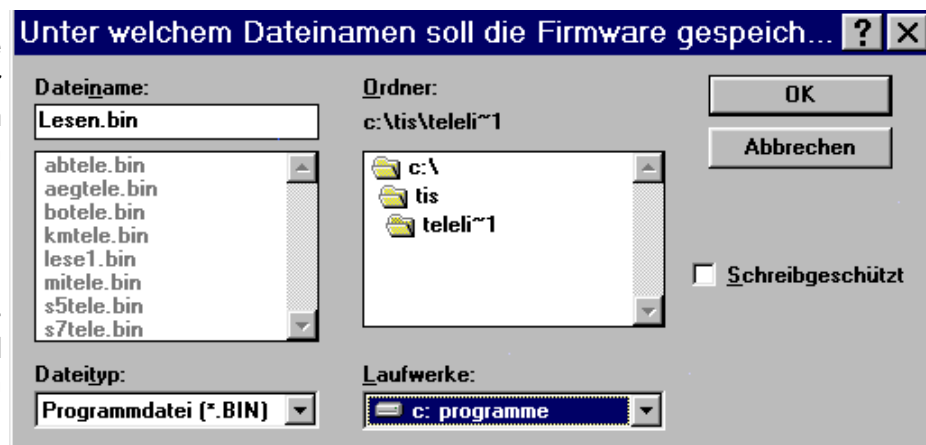 Unter welchem Dateinamen soll die Firmware gespeich...
Dateiname:
Lesen.bin
abtele.bin
aegtele.bin
botele.bin
kmtele.bin
lese1.bin
mitele.bin
s5tele.bin
s7tele.bin
Dateityp:
Programmdatei (*.BIN)
Ordner:
c:\tis\teleli~1
c:\
tis
teleli~1
Laufwerke:
c: programme
OK
Abbrechen
Schreibgeschützt